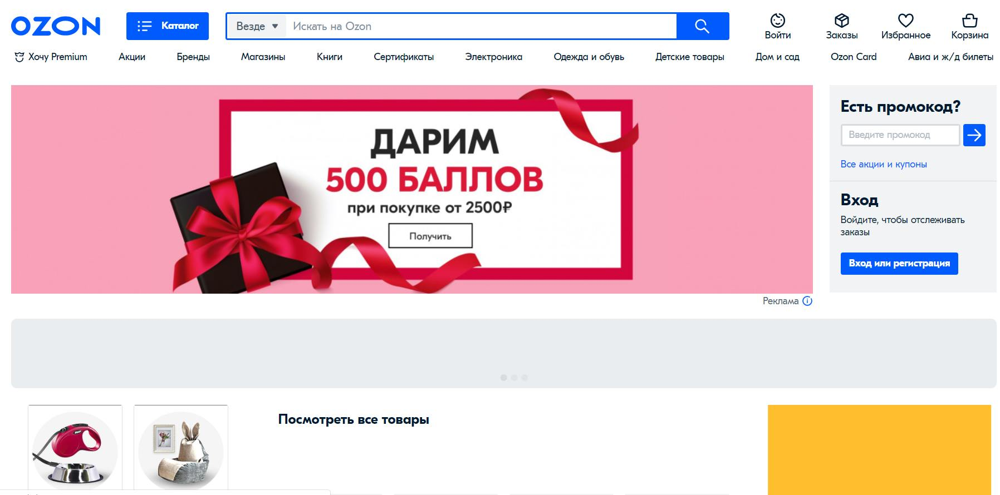 OZON
Каталог
Везде
Искать на Ozon
Войти
Заказы
Избранное
Корзина
Хочу Premium
Акции
Бренды
Магазины
Книги
Сертификаты
Электроника
Одежда и обувь
Детские товары
Дом и сад
Ozon Card
Авиа и ж/д билеты
ДАРИМ
500 БАЛЛОВ
при покупке от 2500₽
Получить
Реклама
Есть промокод?
Введите промокод
Все акции и купоны
Вход
Войдите, чтобы отслеживать
заказы
Вход или регистрация
Посмотреть все товары